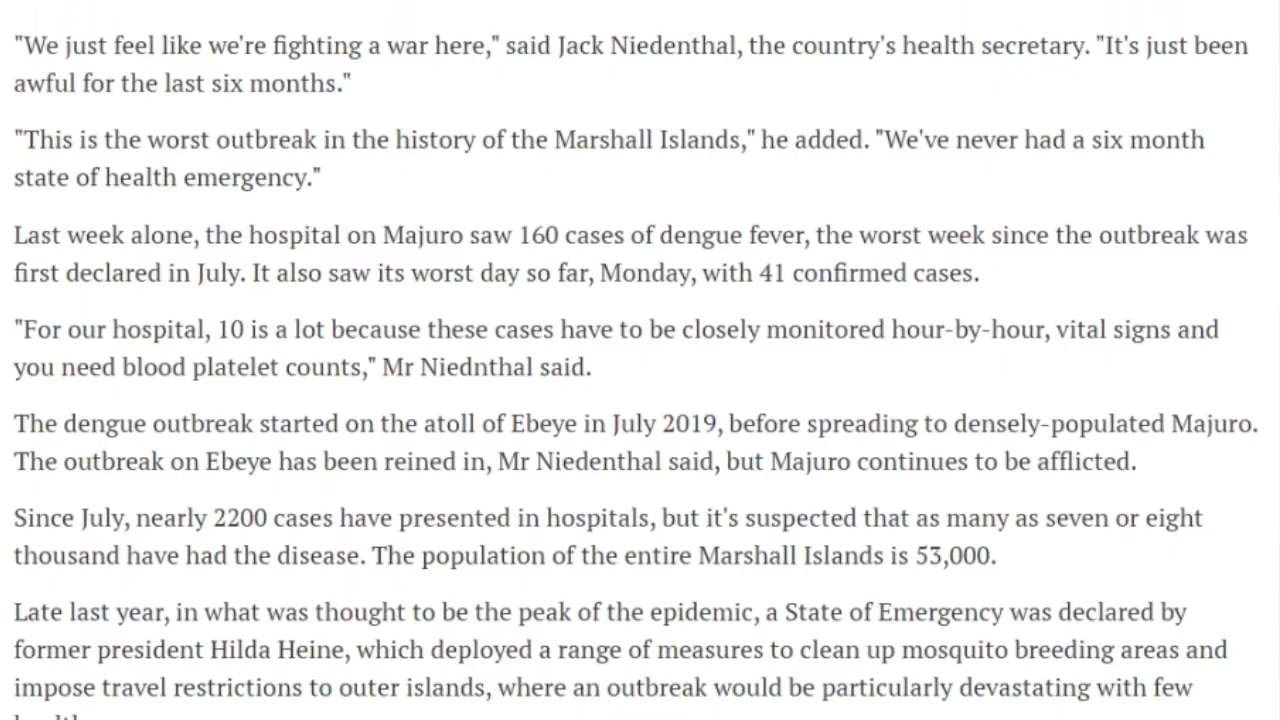 "We just feel like we're fighting a war here," said Jack Niedenthal, the country's health secretary. "It's just been
awful for the last six months."
"This is the worst outbreak in the history of the Marshall Islands," he added. "We've never had a six month
state of health emergency."
Last week alone, the hospital on Majuro saw 160 cases of dengue fever, the worst week since the outbreak was
first declared in July. It also saw its worst day so far, Monday, with 41 confirmed cases.
"For our hospital, 10 is a lot because these cases have to be closely monitored hour-by-hour, vital signs and
you need blood platelet counts," Mr Niednthal said.
The dengue outbreak started on the atoll of Ebeye in July 2019, before spreading to densely-populated Majuro.
The outbreak on Ebeye has been reined in, Mr Niedenthal said, but Majuro continues to be afflicted.
Since July, nearly 2200 cases have presented in hospitals, but it's suspected that as many as seven or eight
thousand have had the disease. The population of the entire Marshall Islands is 53,000.
Late last year, in what was thought to be the peak of the epidemic, a State of Emergency was declared by
former president Hilda Heine, which deployed a range of measures to clean up mosquito breeding areas and
impose travel restrictions to outer islands, where an outbreak would be particularly devastating with few